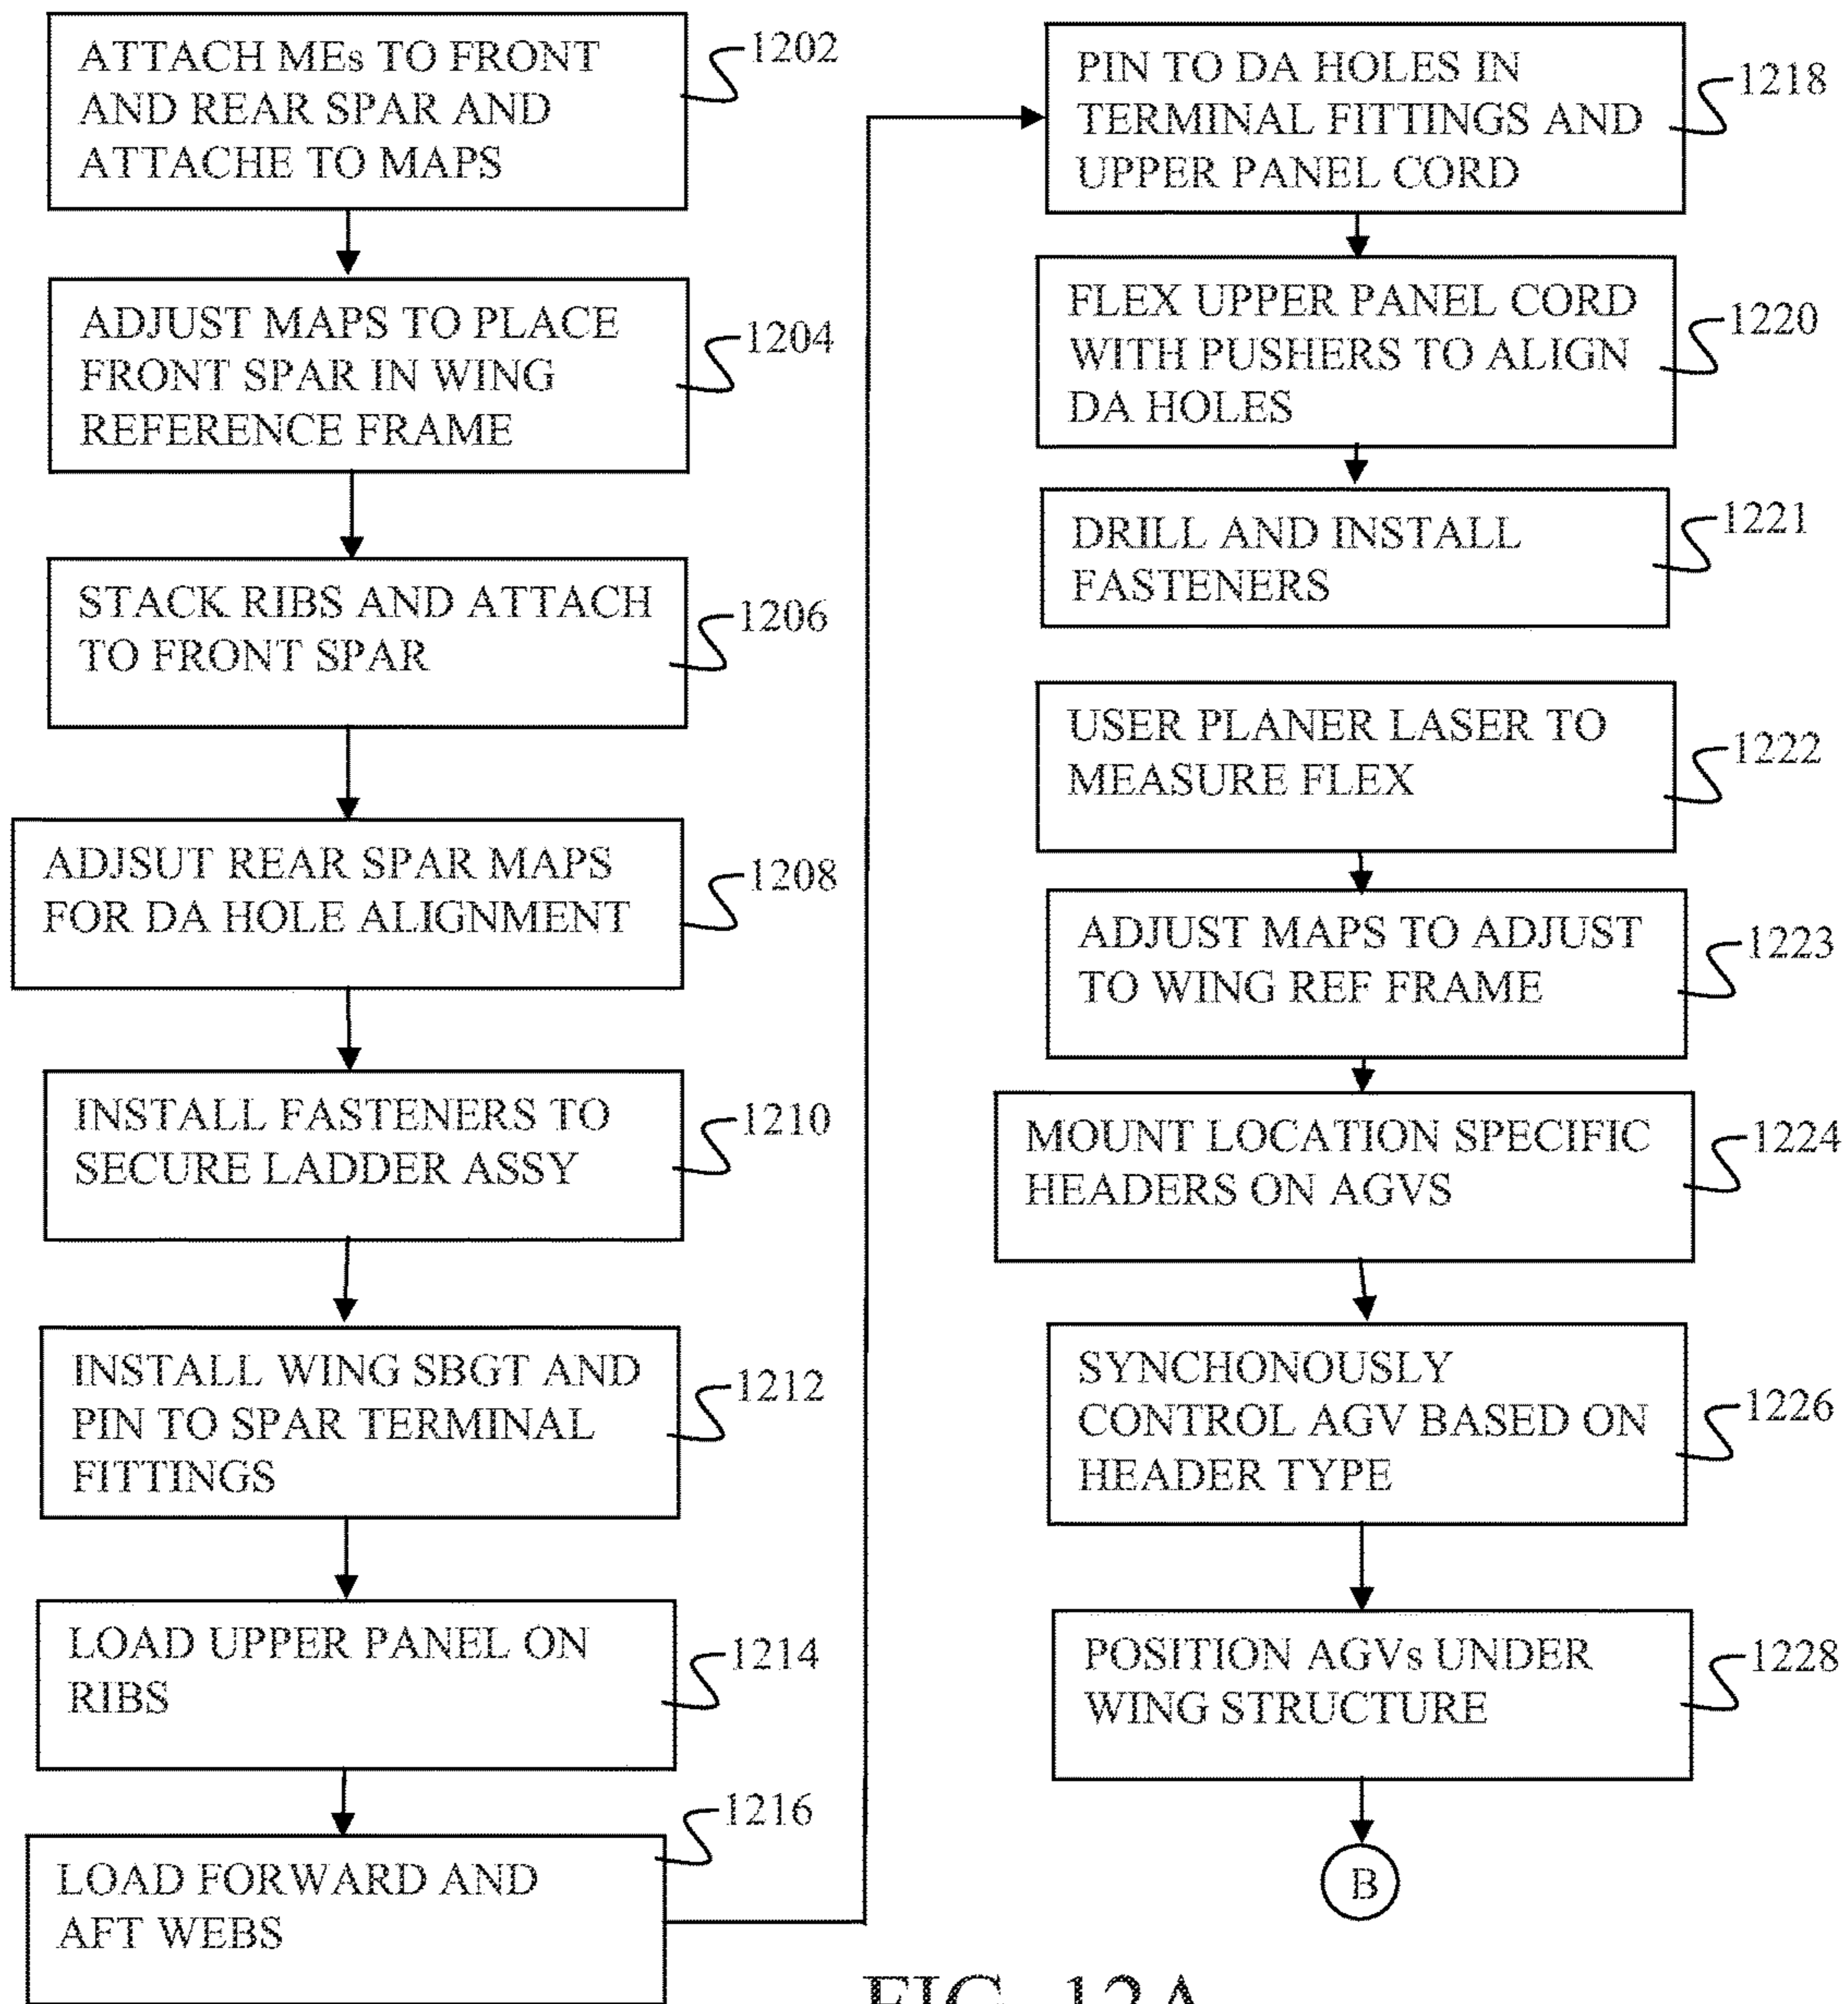 ATTACH MEs TO FRONT
AND REAR SPAR AND
ATTACHE TO MAPS
1202
ADJUST MAPS TO PLACE
FRONT SPAR IN WING
REFERENCE FRAME
1204
STACK RIBS AND ATTACH
TO FRONT SPAR
1206
ADJSUT REAR SPAR MAPS
FOR DA HOLE ALIGNMENT
1208
INSTALL FASTENERS TO
SECURE LADDER ASSY
1210
INSTALL WING SBGT AND
PIN TO SPAR TERMINAL
FITTINGS
1212
LOAD UPPER PANEL ON
RIBS
1214
LOAD FORWARD AND
AFT WEBS
1216
PIN TO DA HOLES IN
TERMINAL FITTINGS AND
UPPER PANEL CORD
1218
FLEX UPPER PANEL CORD
WITH PUSHERS TO ALIGN
DA HOLES
1220
DRILL AND INSTALL
FASTENERS
1221
USER PLANER LASER TO
MEASURE FLEX
1222
ADJUST MAPS TO ADJUST
TO WING REF FRAME
1223
MOUNT LOCATION SPECIFIC
HEADERS ON AGVS
1224
SYNCHONOUSLY
CONTROL AGV BASED ON
HEADER TYPE
1226
POSITION AGVs UNDER
WING STRUCTURE
1228
B
FIG. 12A